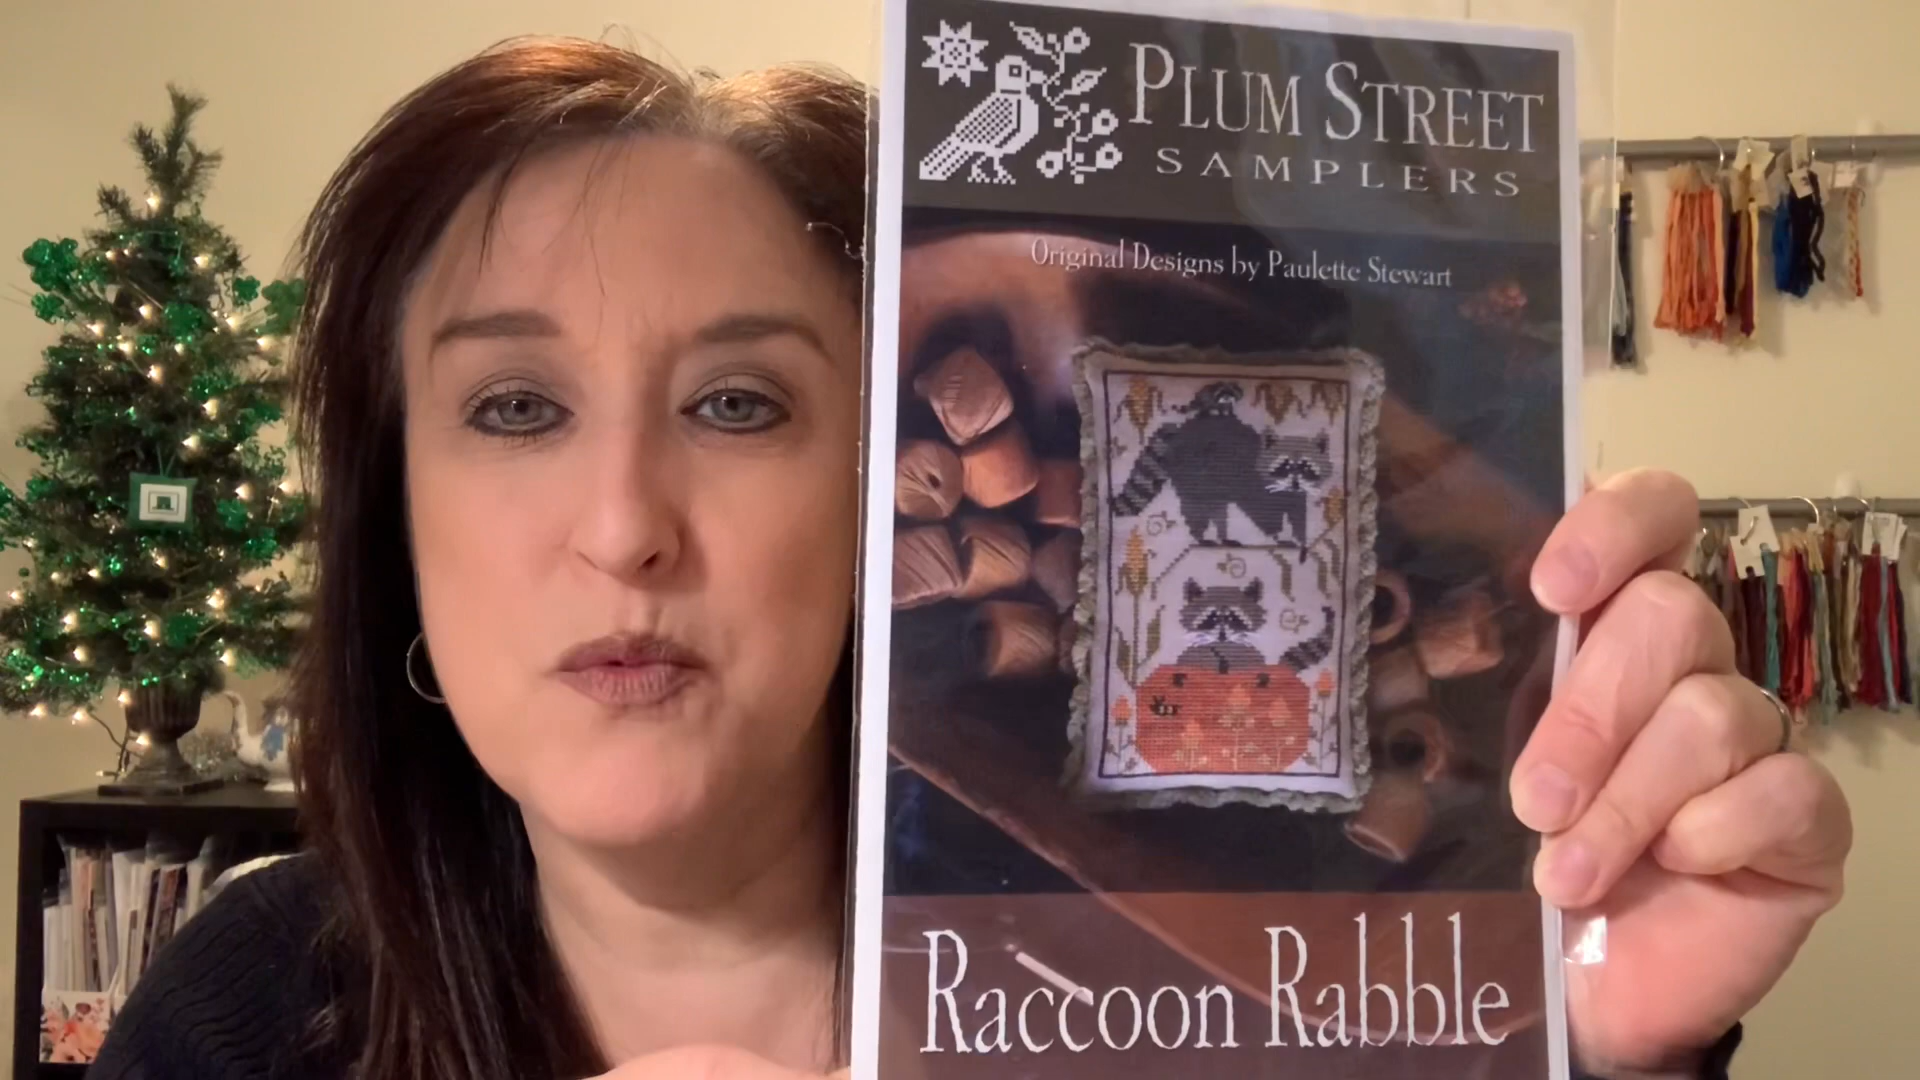 PLUM STREET
SAMPLERS
Original Designs by Paulette Stewart
Raccoon Rabble